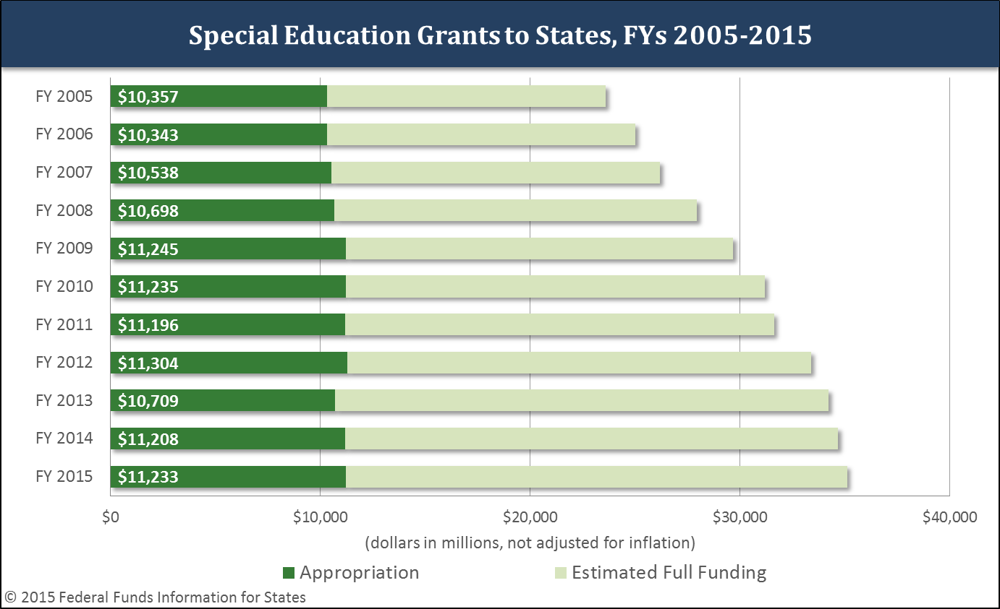 Special Education Grants to States, FYs 2005-2015
FY 2005 $10,357
FY 2006 $10,343
FY 2007 $10,538
FY 2008 $10,698
FY 2009 $11,245
FY 2010 $11,235
FY 2011 $11,196
FY 2012 $11,304
FY 2013 $10,709
FY 2014 $11,208
FY 2015 $11,233
$0 $10,000 $20,000 $30,000 $40,000
(dollars in millions, not adjusted for inflation)
Appropriation Estimated Full Funding
© 2015 Federal Funds Information for States